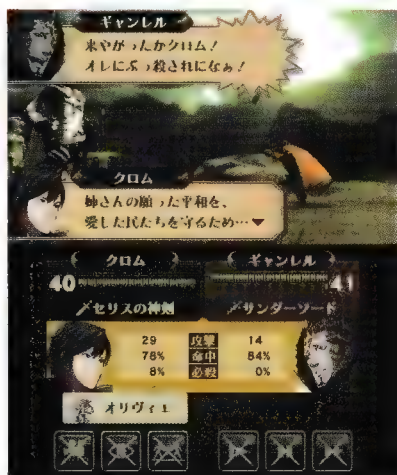 ギャンレル
来やがったかクロム!
オレにぶっ殺されになぁ!
クロム
姉さんの願った平和を、
愛した民たちを守るため…
クロム
ギャンレル
40
41
セリスの神剣
サンダーソード
29 攻撃 14
78% 命中 84%
8% 必殺 0%
オリヴィエ